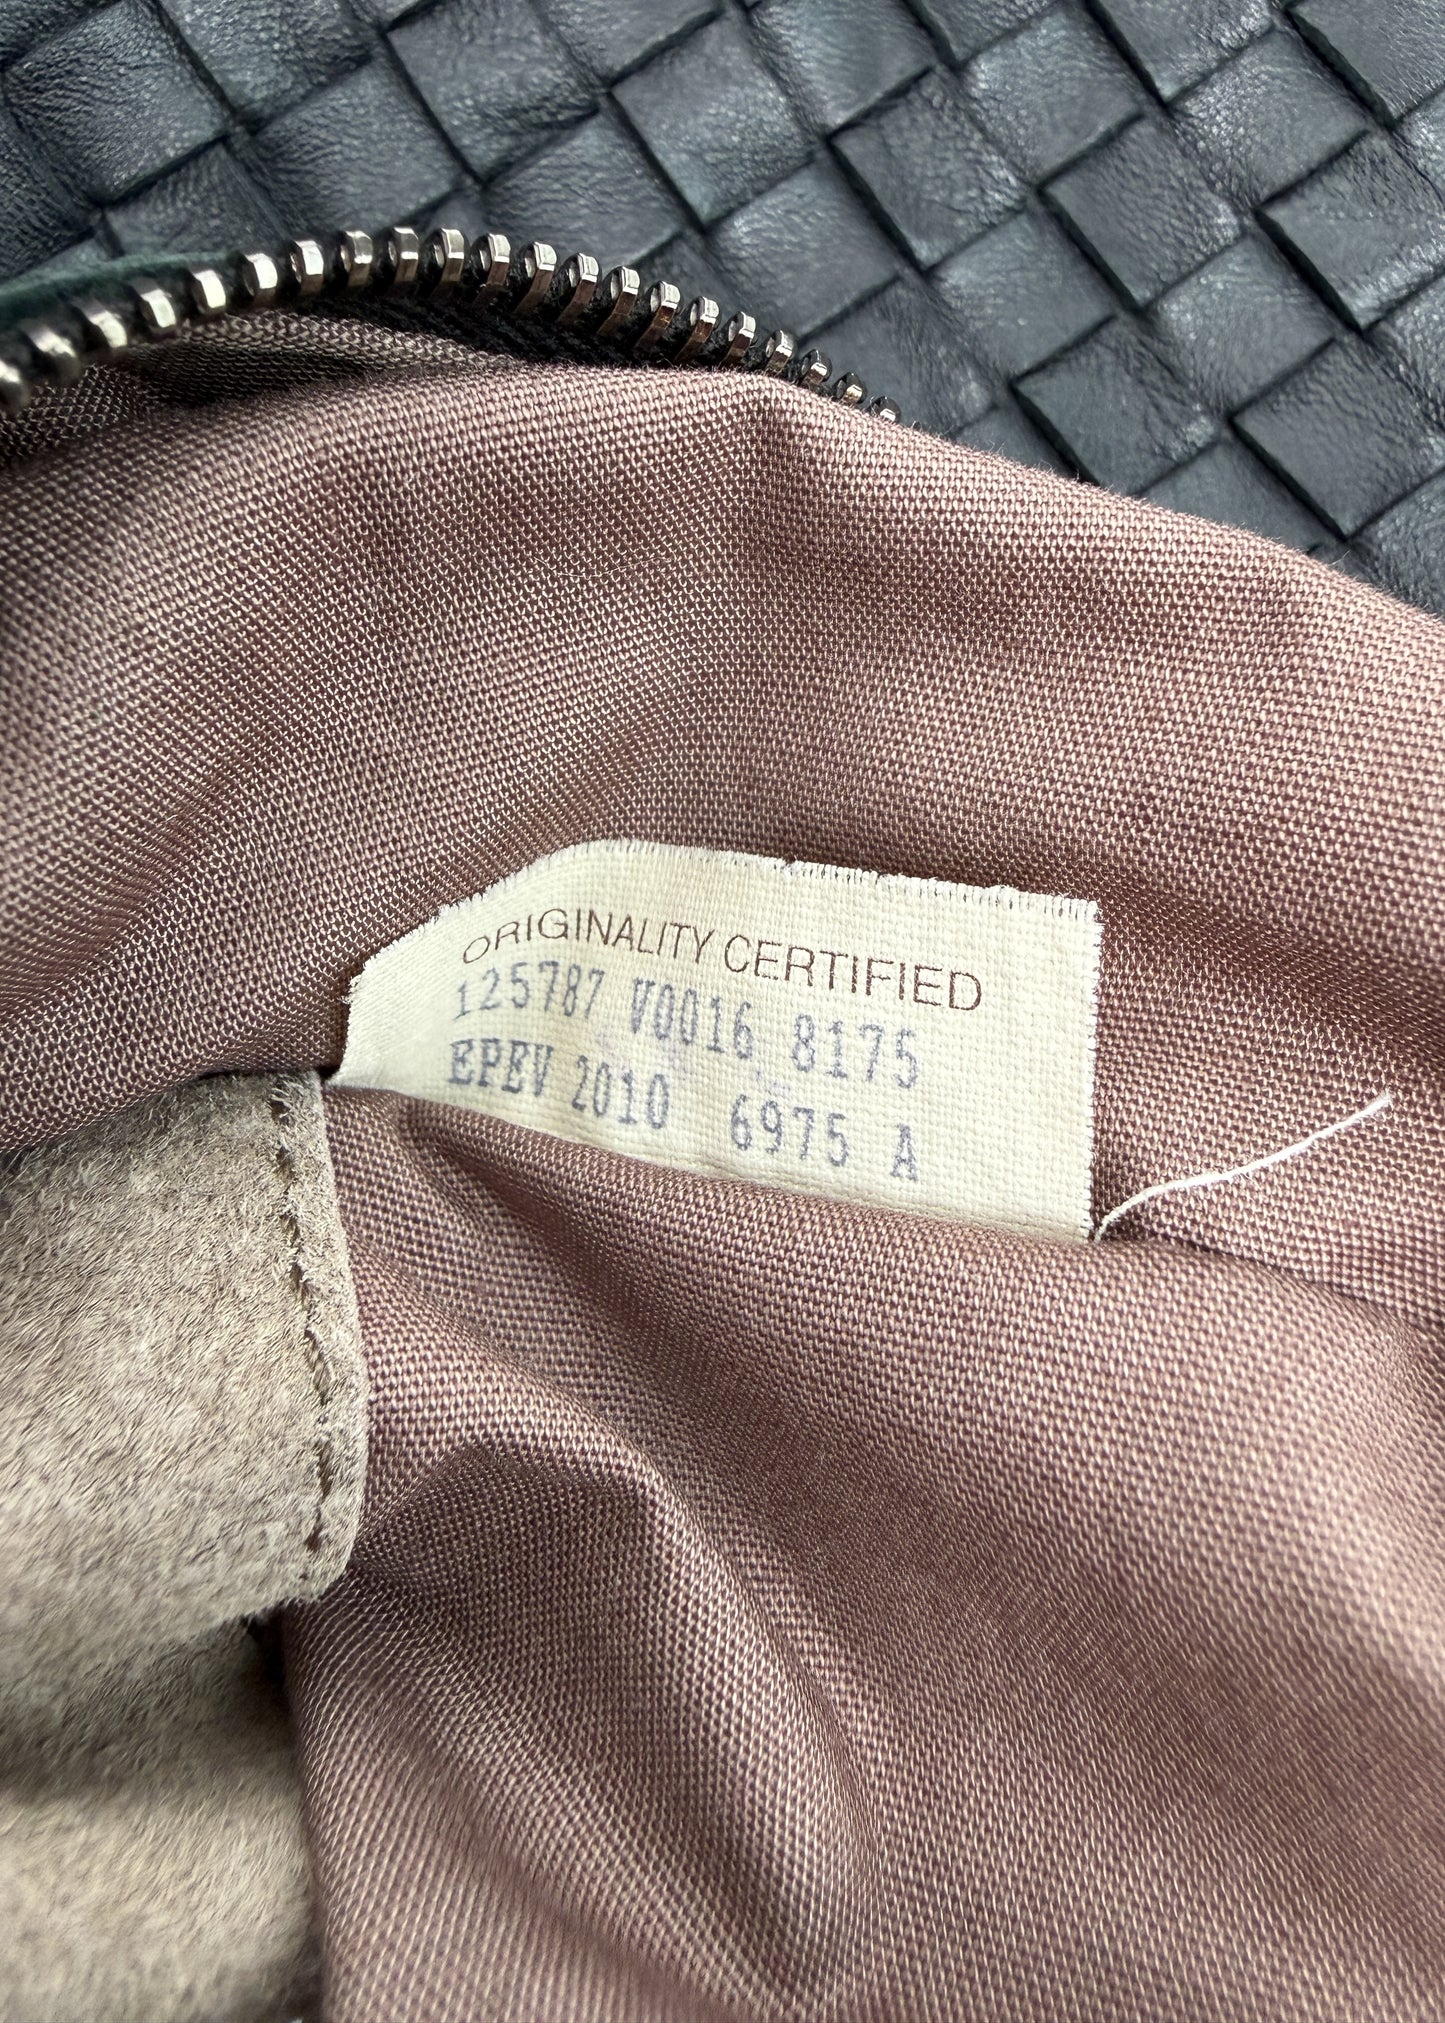 ORIGINALITY CERTIFIED
125787 V0016 8175
EPEV 2010 6975 A